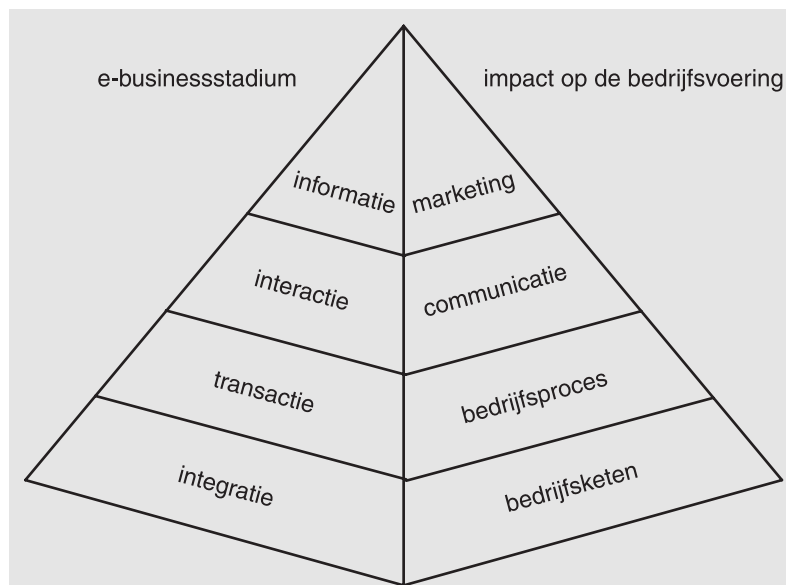 e-businessstadium
impact op de bedrijfsvoering
informatie
marketing
interactie
communicatie
transactie
bedrijfsproces
integratie
bedrijfsketen